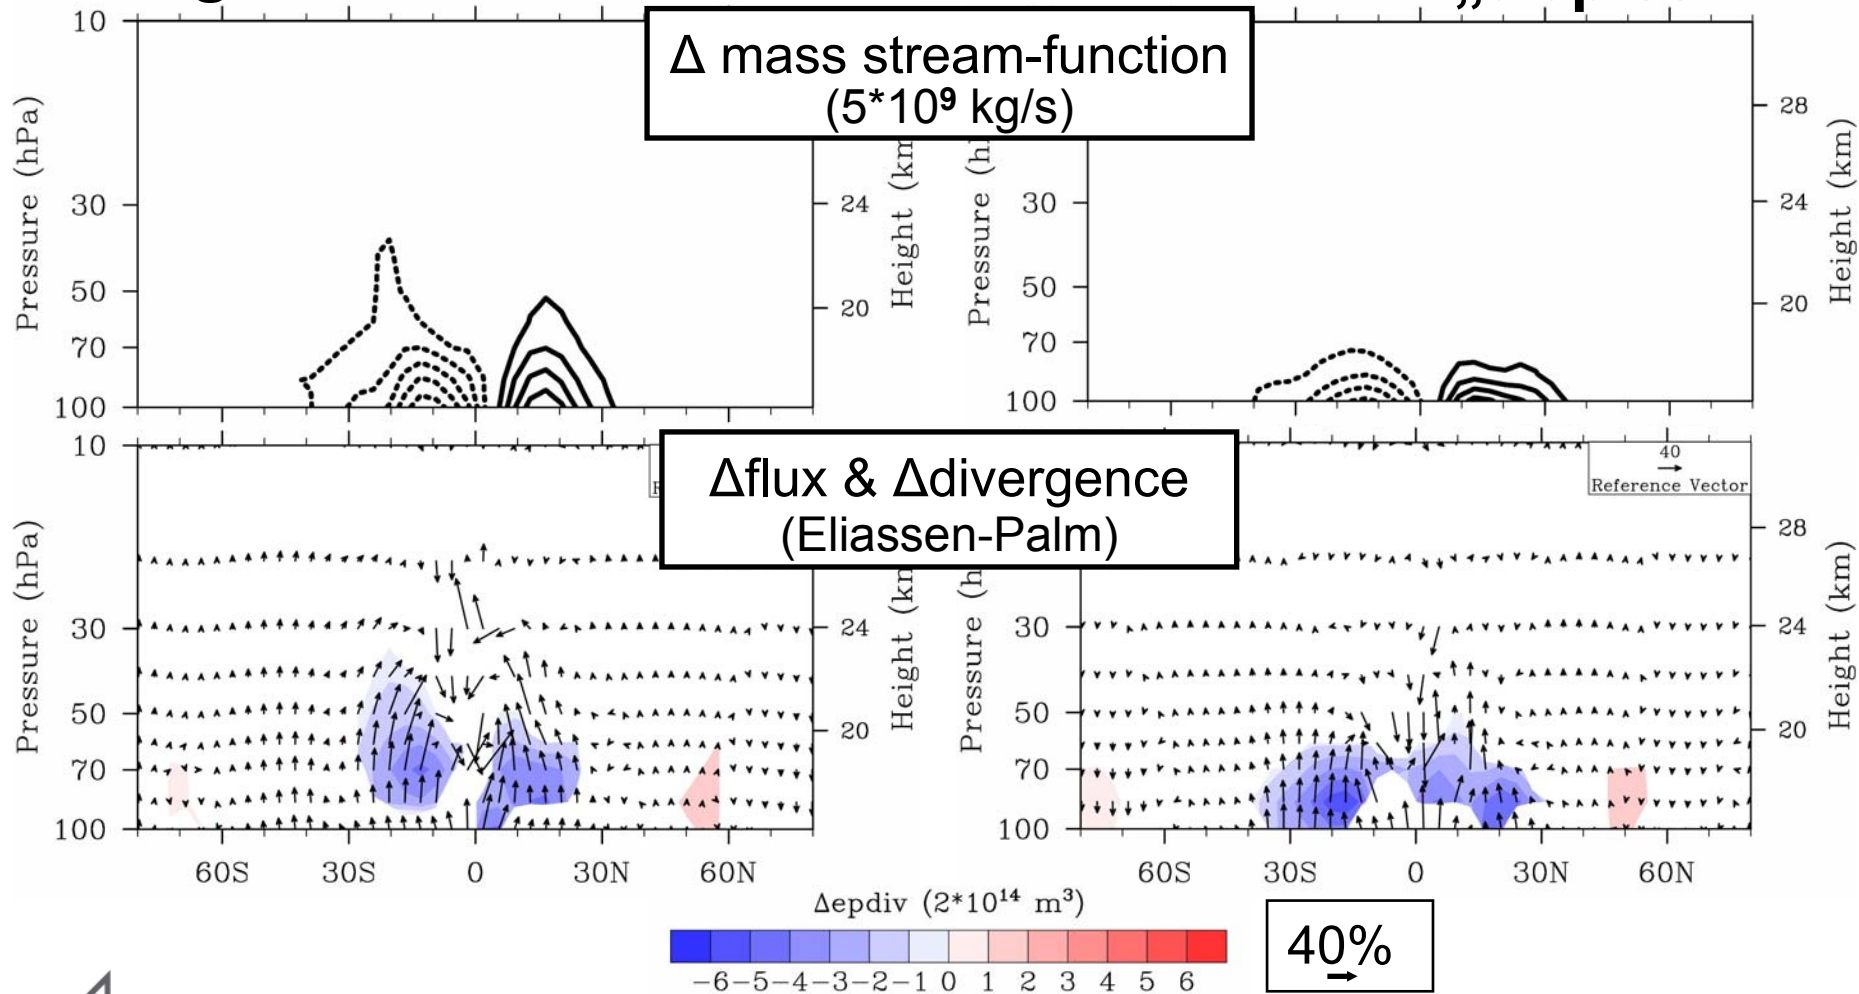 Δ mass stream-function
(5*10⁹ kg/s)
10
30
50
70
100
Pressure (hPa)
24
20
30
50
70
100
28
24
20
Height (km)
Δflux & Δdivergence
(Eliassen-Palm)
10
30
50
70
100
Pressure (hPa)
60S 30S 0 30N 60N
24
20
40
Reference Vector
30
50
70
100
60S 30S 0 30N 60N
28
24
20
Height (km)
Δepdiv (2*10¹⁴ m³)
−6 −5 −4 −3 −2 −1 0 1 2 3 4 5 6
40%